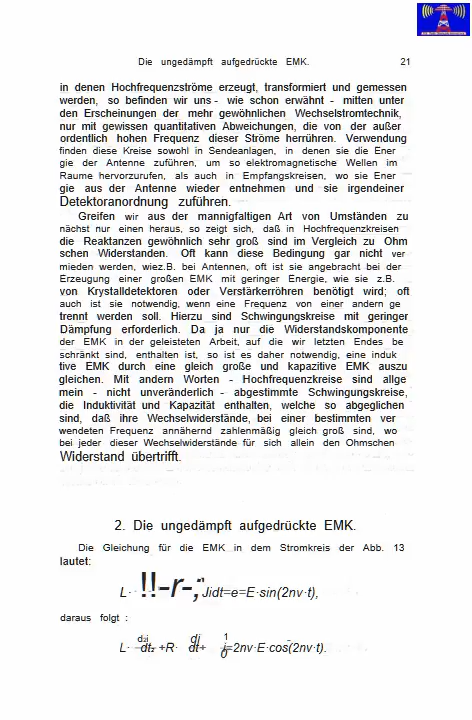 Die ungedämpft aufgedrückte EMK. 21
in denen Hochfrequenzströme erzeugt, transformiert und gemessen
werden, so befinden wir uns - wie schon erwähnt - mitten unter
den Erscheinungen der mehr gewöhnlichen Wechselstromtechnik,
nur mit gewissen quantitativen Abweichungen, die von der außer
ordentlich hohen Frequenz dieser Ströme herrühren. Verwendung
finden diese Kreise sowohl in Sendeanlagen, in denen sie die Ener
gie der Antenne zuführen, um so elektromagnetische Wellen im
Raume hervorzurufen, als auch in Empfangskreisen, wo sie Ener
gie aus der Antenne wieder entnehmen und sie irgendeiner
Detektoranordnung zuführen.
Greifen wir aus der mannigfaltigen Art von Umständen zu
nächst nur einen heraus, so zeigt sich, daß in Hochfrequenzkreisen
die Reaktanzen gewöhnlich sehr groß sind im Vergleich zu Ohm
schen Widerständen. Oft kann diese Bedingung gar nicht ver
mieden werden, wiez.B. bei Antennen, oft ist sie angebracht bei der
Erzeugung einer großen EMK mit geringer Energie, wie sie z.B.
von Krystalldetektoren oder Verstärkerröhren benötigt wird; oft
auch ist sie notwendig, wenn eine Frequenz von einer andern ge
trennt werden soll. Hierzu sind Schwingungskreise mit geringer
Dämpfung erforderlich. Da ja nur die Widerstandskomponente
der EMK in der geleisteten Arbeit, auf die wir letzten Endes be
schränkt sind, enthalten ist, so ist es daher notwendig, eine induk
tive EMK durch eine gleich große und kapazitive EMK auszu
gleichen. Mit andern Worten - Hochfrequenzkreise sind allge
mein - nicht unveränderlich - abgestimmte Schwingungskreise,
die Induktivität und Kapazität enthalten, welche so abgeglichen
sind, daß ihre Wechselwiderstände, bei einer bestimmten ver
wendeten Frequenz annähernd zahlenmäßig gleich groß sind, wo
bei jeder dieser Wechselwiderstände für sich allein den Ohmschen
Widerstand übertrifft.
2. Die ungedämpft aufgedrückte EMK.
Die Gleichung für die EMK in dem Stromkreis der Abb. 13
lautet:
L· !!-r-; Jidt=e=E·sin(2nv·t),
daraus folgt :
L· d2i dt2 +R· di dt+ 1 C i=2nv·E·cos(2nv·t).